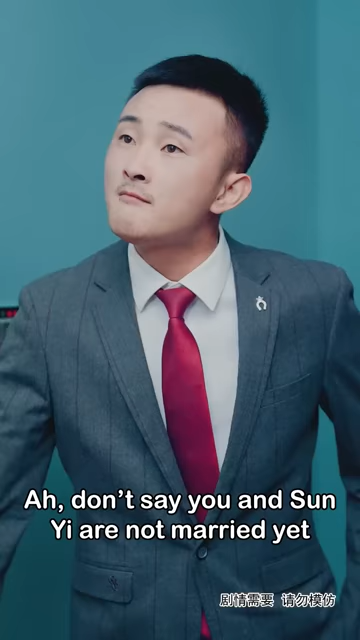 Ah, don’t say you and Sun
Yi are not married yet
剧情需要 请勿模仿